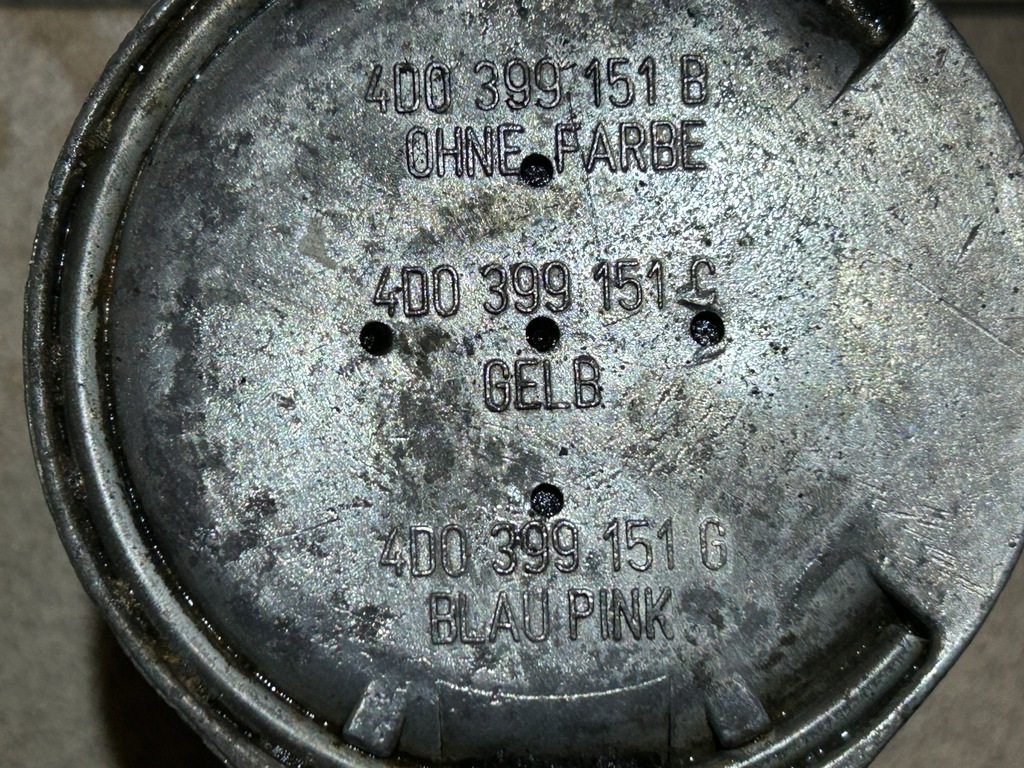 4D0 399 151 B
OHNE FARBE
4D0 399 151 C
GELB
4D0 399 151 G
BLAU PINK